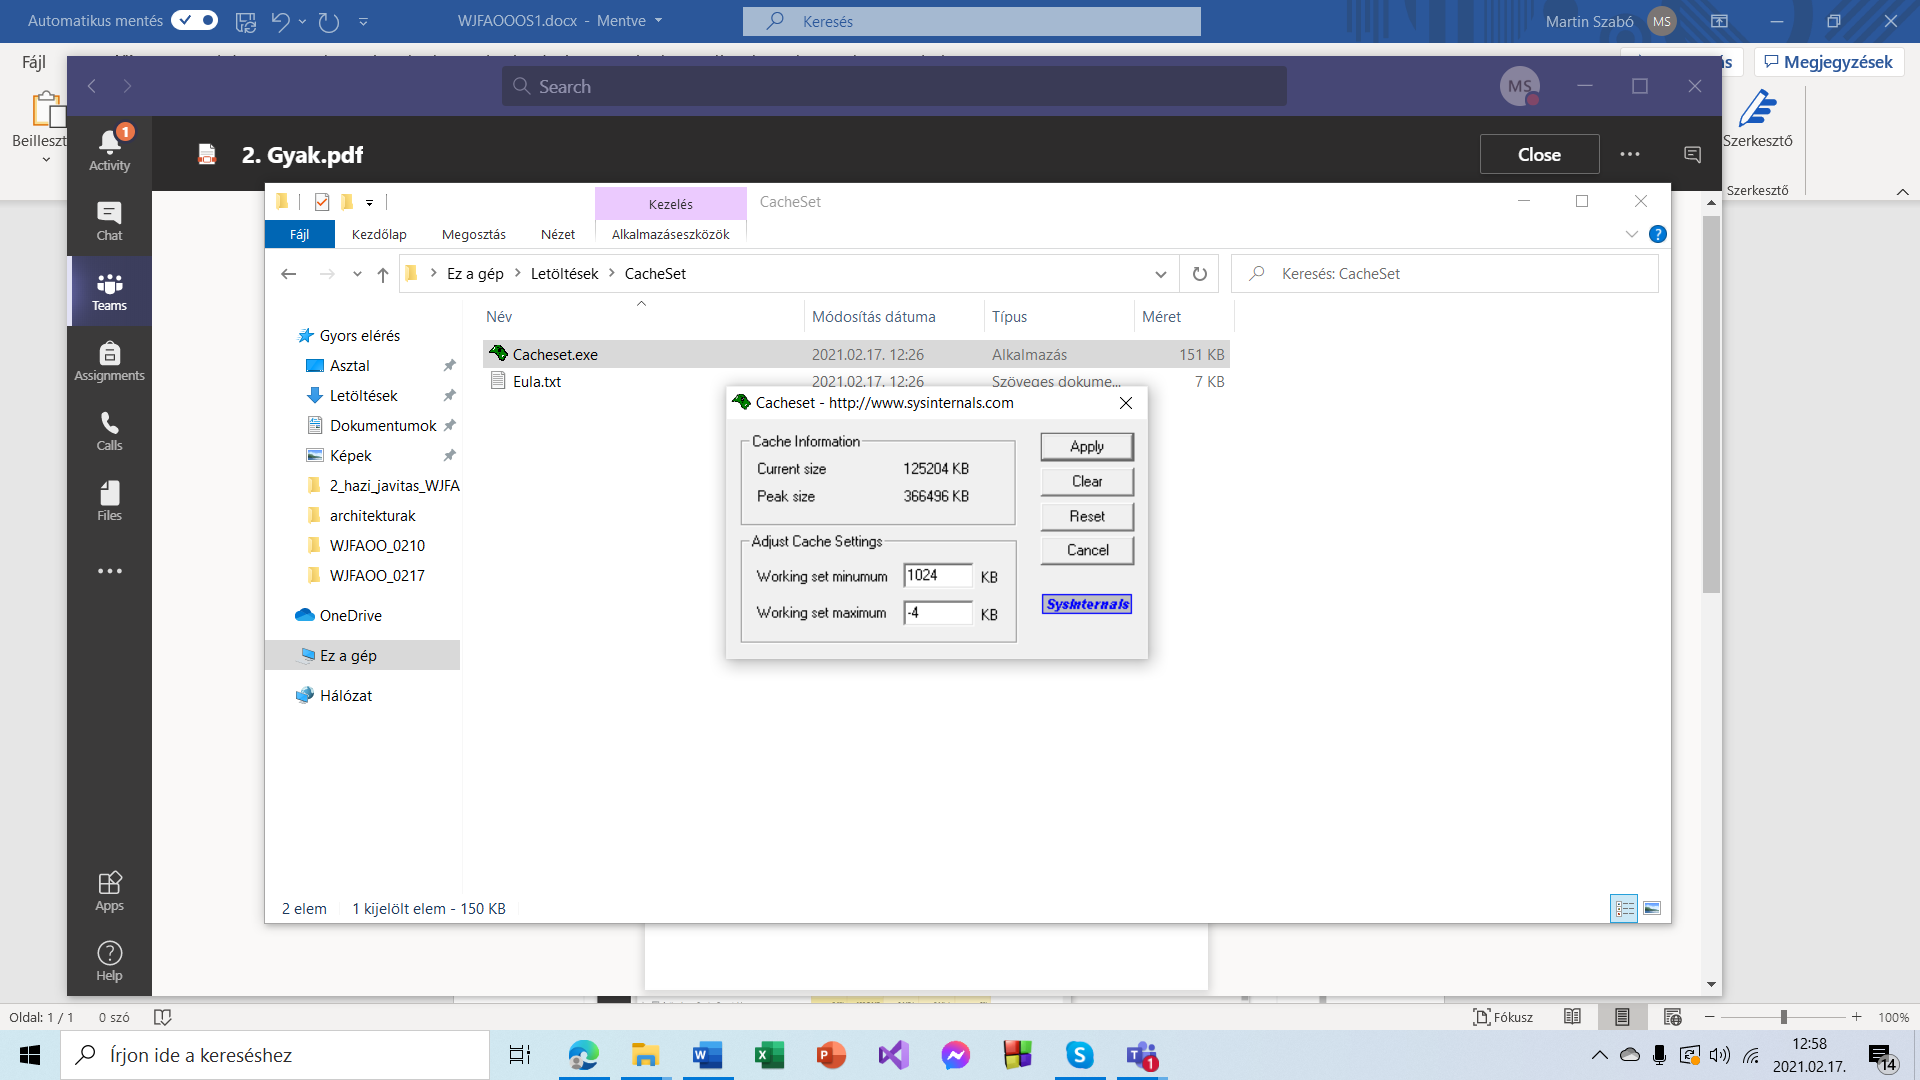 Automatikus mentés
WJFAOOOS1.docx - Mentve
Keresés
Martin Szabó
MS
Fájl
Megjegyzések
Search
MS
Beilleszt
Szerkesztő
Szerkesztő
1
Activity
Chat
Teams
Assignments
Calls
Files
Apps
Help
2. Gyak.pdf
Close
Kezelés
CacheSet
Fájl
Kezdőlap
Megosztás
Nézet
Alkalmazáseszközök
?
Ez a gép
Letöltések
CacheSet
Keresés: CacheSet
Név
Módosítás dátuma
Típus
Méret
Cacheset.exe
2021.02.17. 12:26
Alkalmazás
151 KB
Eula.txt
2021.02.17. 12:26
Szöveges dokume...
7 KB
Gyors elérés
Asztal
Letöltések
Dokumentumok
Képek
2_hazi_javitas_WJFA
architekturak
WJFAOO_0210
WJFAOO_0217
OneDrive
Ez a gép
Hálózat
Cacheset - http://www.sysinternals.com
Cache Information
Current size 125204 KB
Peak size 366496 KB
Adjust Cache Settings
Working set minumum 1024 KB
Working set maximum -4 KB
Apply
Clear
Reset
Cancel
Sysinternals
2 elem
1 kijelölt elem - 150 KB
Oldal: 1 / 1
0 szó
Fókusz
100%
Írjon ide a kereséshez
1
12:58
2021.02.17.
14